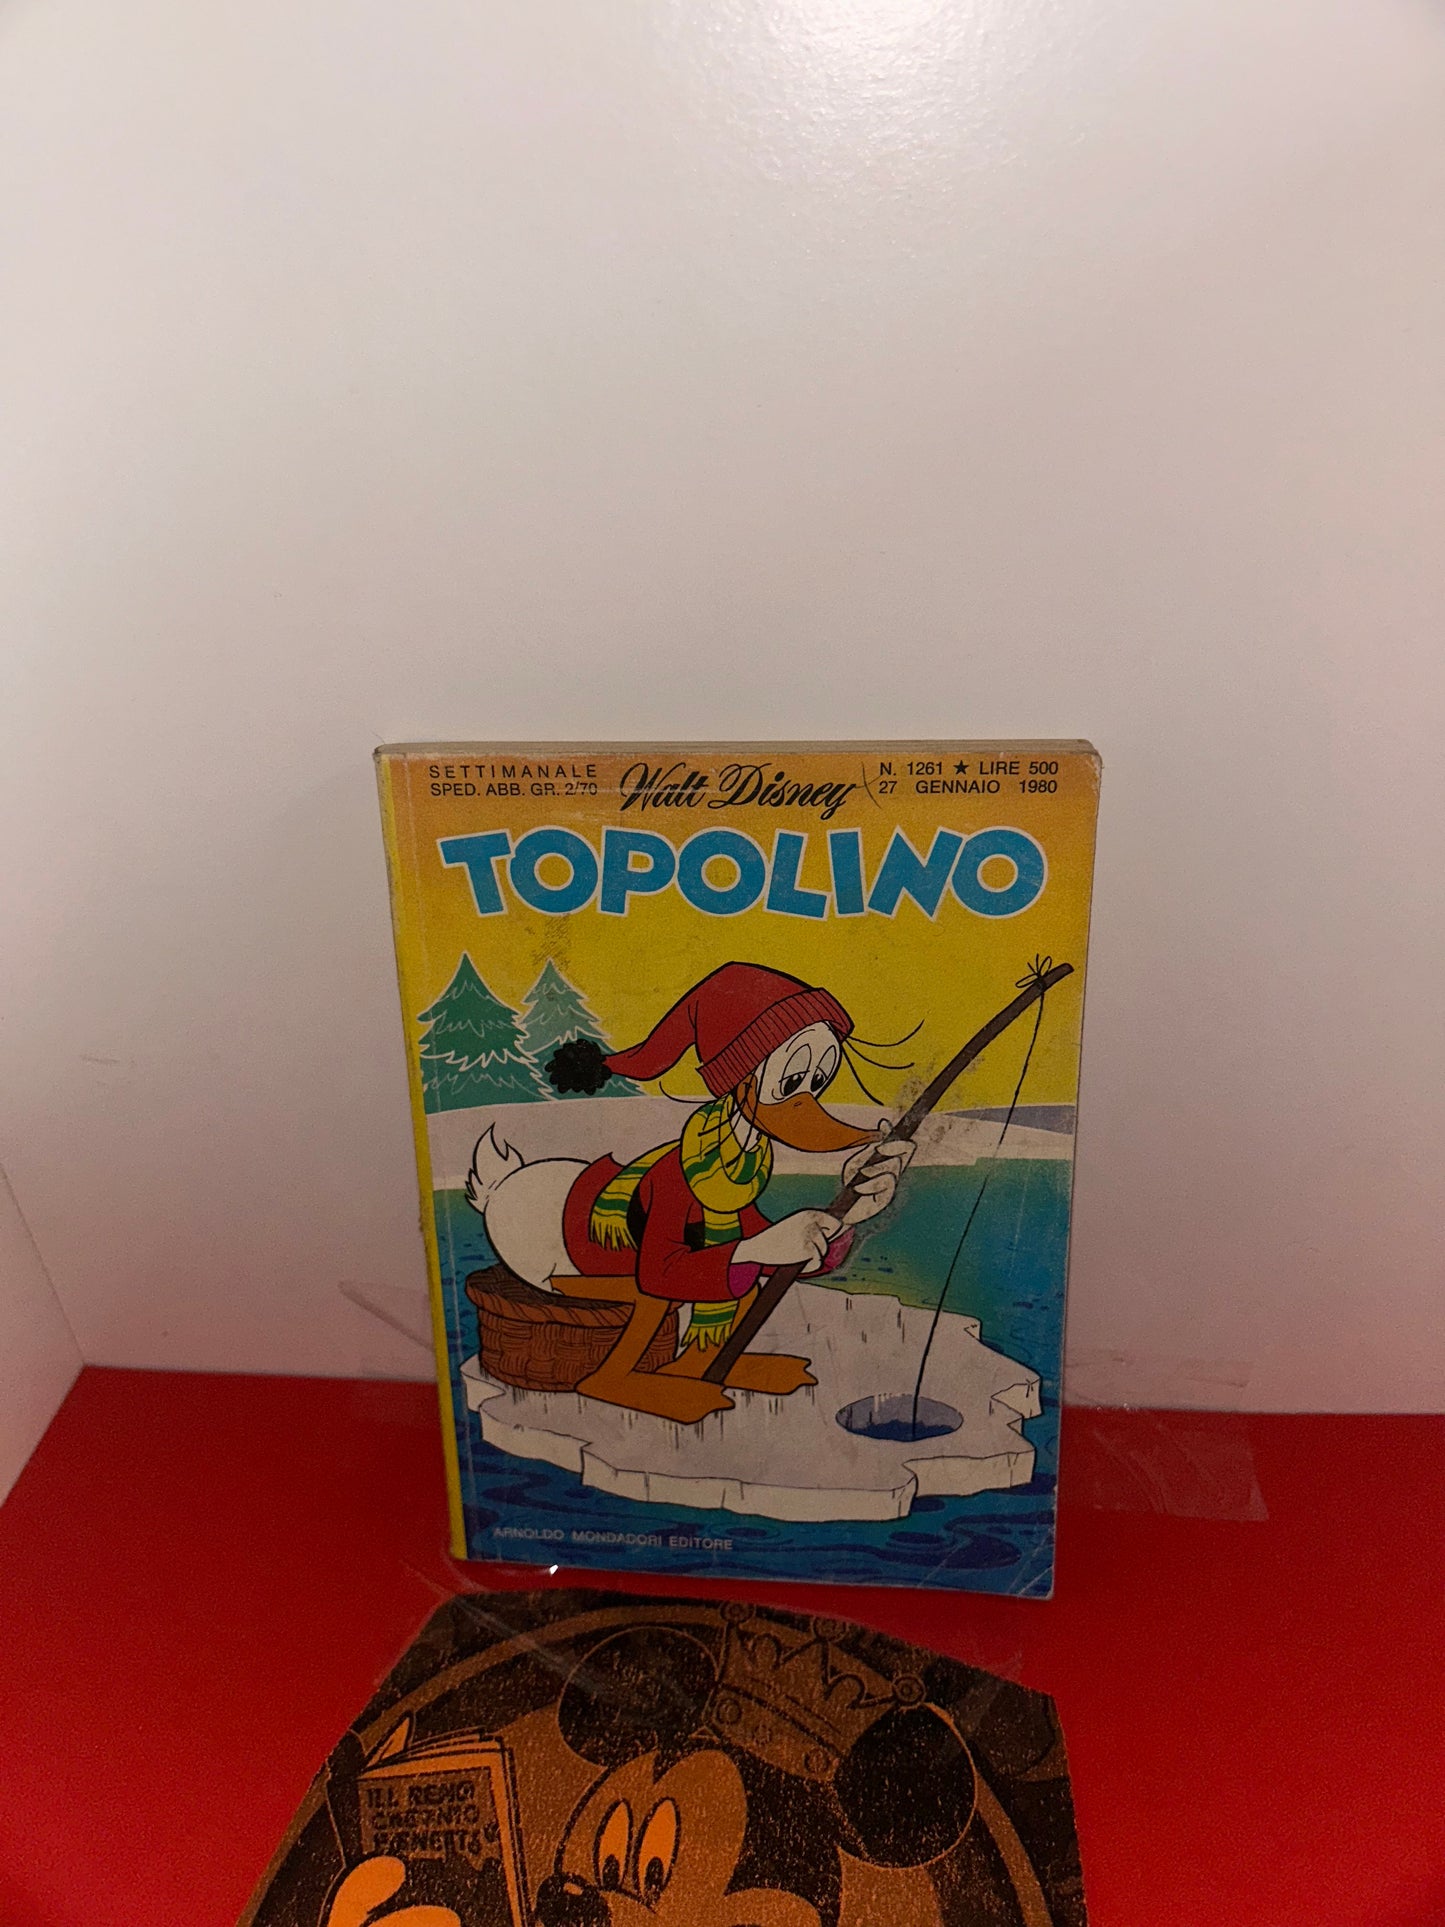 SETTIMANALE
SPED. ABB. GR. 2/70
Walt Disney
N. 1261 ★ LIRE 500
27 GENNAIO 1980
TOPOLINO
ARNOLDO MONDADORI EDITORE